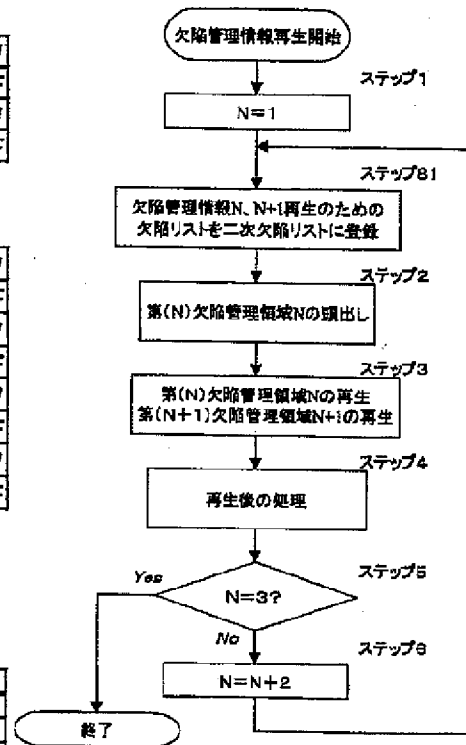 欠陥管理情報再生開始
ステップ1
N=1
ステップ81
欠陥管理情報N、N+1再生のための
欠陥リストを二次欠陥リストに登録
ステップ2
第(N)欠陥管理領域Nの頭出し
ステップ3
第(N)欠陥管理領域Nの再生
第(N+1)欠陥管理領域N+1の再生
ステップ4
再生後の処理
ステップ5
Yes
N=3?
No
ステップ6
N=N+2
終了